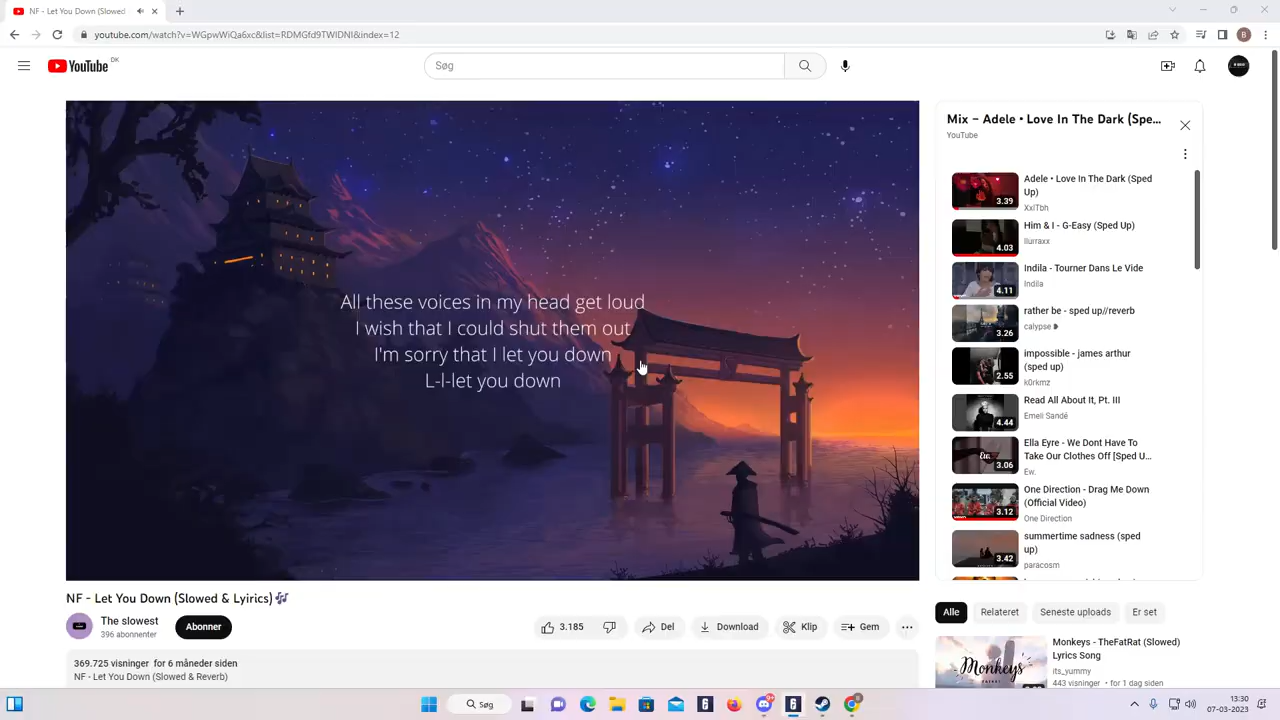 NF - Let You Down (Slowed
youtube.com/watch?v=WGpwWiQa6xc&list=RDMGfd9TWIDNI&index=12
B
YouTube DK
Søg
All these voices in my head get loud
I wish that I could shut them out
I'm sorry that I let you down
L-l-let you down
NF - Let You Down (Slowed & Lyrics)
The slowest
396 abonnenter
Abonner
3.185
Del
Download
Klip
Gem
369.725 visninger for 6 måneder siden
NF - Let You Down (Slowed & Reverb)
Mix – Adele • Love In The Dark (Spe...
YouTube
3.39
Adele • Love In The Dark (Sped
Up)
XxITbh
4.03
Him & I - G-Easy (Sped Up)
llurraxx
4.11
Indila - Tourner Dans Le Vide
Indila
3.26
rather be - sped up//reverb
calypse
2.55
impossible - james arthur
(sped up)
k0rkmz
4.44
Read All About It, Pt. III
Emeli Sandé
Ew.
3.06
Ella Eyre - We Dont Have To
Take Our Clothes Off [Sped U...
Ew.
3.12
One Direction - Drag Me Down
(Official Video)
One Direction
3.42
summertime sadness (sped
up)
paracosm
Alle
Relateret
Seneste uploads
Er set
Monkeys
Monkeys - TheFatRat (Slowed)
Lyrics Song
its_yummy
443 visninger • for 1 dag siden
Søg
13:30
07-03-2023